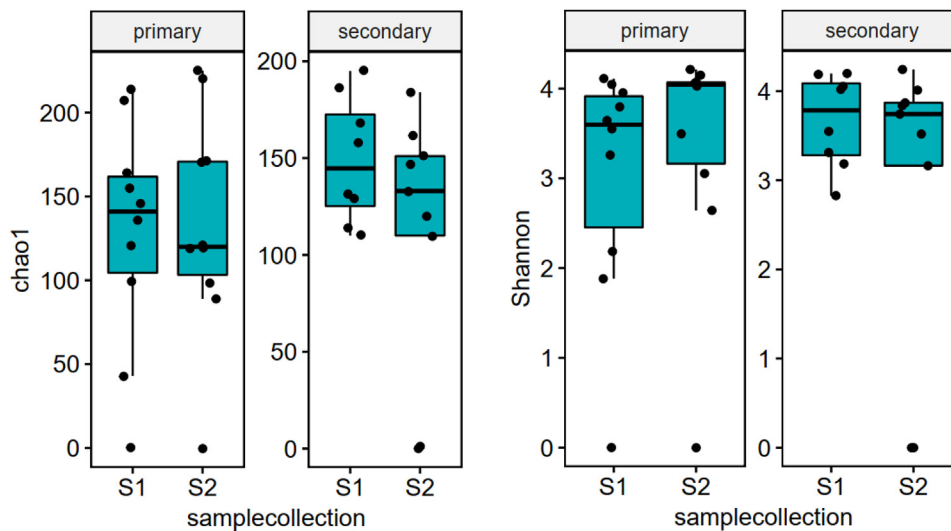 primary
secondary
chao1
200
150
100
50
0
200
150
100
50
0
S1 S2
S1 S2
samplecollection
primary
secondary
Shannon
4
3
2
1
0
4
3
2
1
0
S1 S2
S1 S2
samplecollection